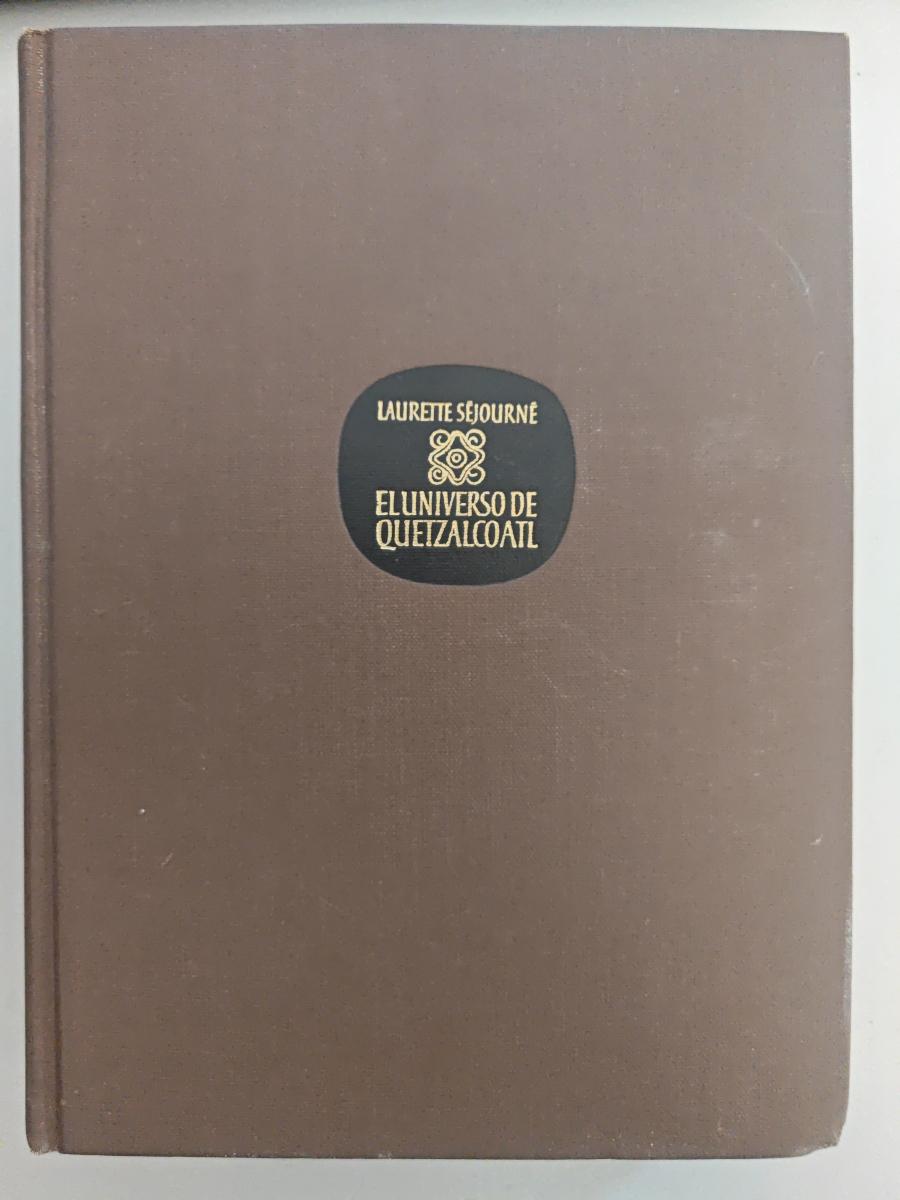 LAURETTE SÉJOURNÉ
EL UNIVERSO DE
QUETZALCOATL